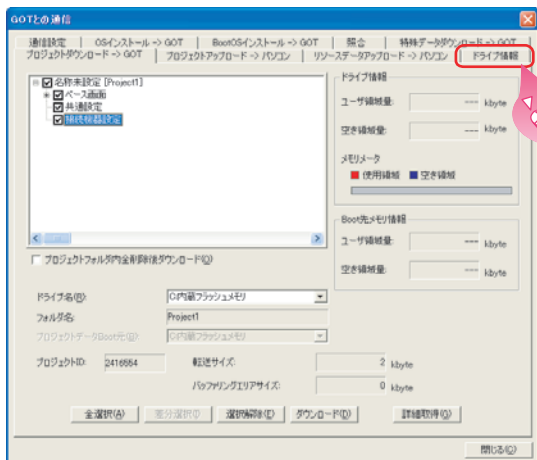 GOTとの通信
通信設定
OSインストール -> GOT
BootOSインストール -> GOT
照合
特殊データダウンロード -> GOT
プロジェクトダウンロード -> GOT
プロジェクトアップロード -> パソコン
リソースデータアップロード -> パソコン
ドライブ情報
名称未設定 [Project1]
ベース画面
共通設定
接続機器設定
ドライブ情報
ユーザ領域量:
--- kbyte
空き領域量:
--- kbyte
メモリメータ
使用領域
空き領域
Boot先メモリ情報
ユーザ領域量:
--- kbyte
空き領域量:
--- kbyte
プロジェクトフォルダ内全削除後ダウンロード(Q)
ドライブ名(R):
C:内蔵フラッシュメモリ
フォルダ名:
Project1
プロジェクトデータBoot元(B):
C:内蔵フラッシュメモリ
プロジェクトID:
2416554
転送サイズ:
2 kbyte
バッファリングエリアサイズ:
0 kbyte
全選択(A)
差分選択(I)
選択解除(E)
ダウンロード(D)
詳細取得(G)
閉じる(C)